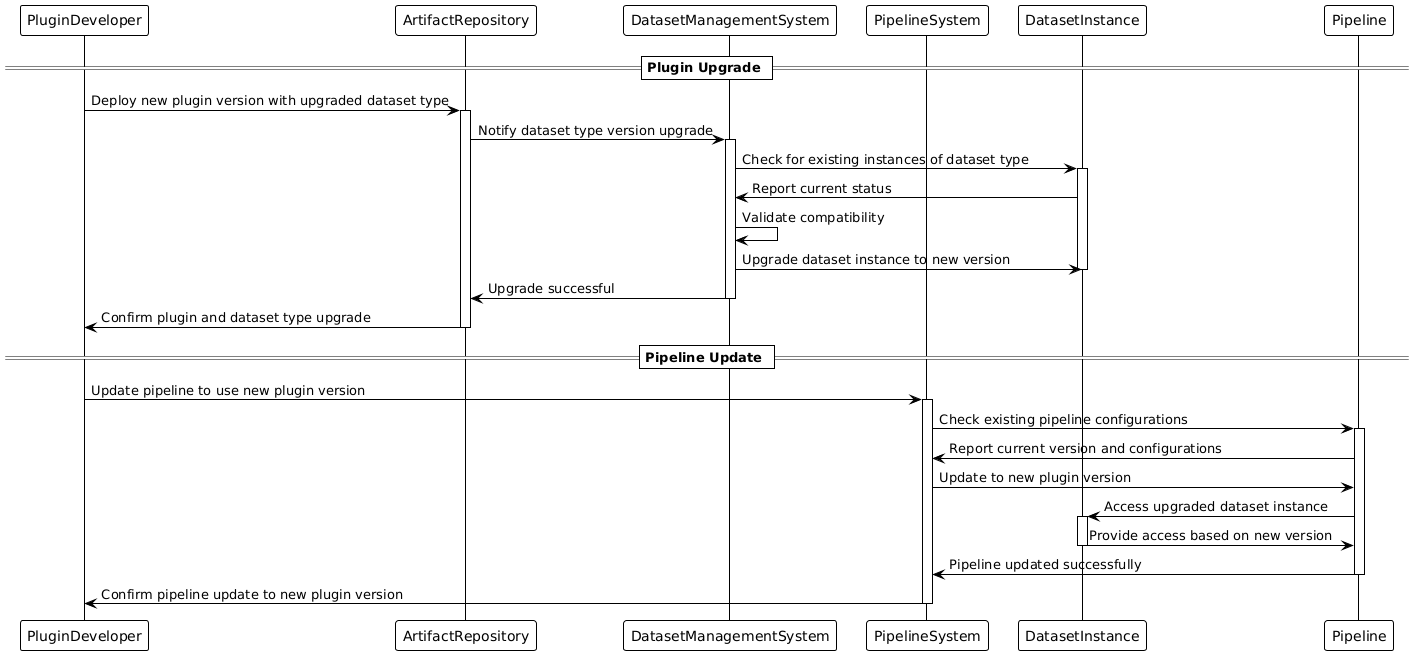 PluginDeveloper
ArtifactRepository
DatasetManagementSystem
PipelineSystem
DatasetInstance
Pipeline
Plugin Upgrade
Deploy new plugin version with upgraded dataset type
Notify dataset type version upgrade
Check for existing instances of dataset type
Report current status
Validate compatibility
Upgrade dataset instance to new version
Upgrade successful
Confirm plugin and dataset type upgrade
Pipeline Update
Update pipeline to use new plugin version
Check existing pipeline configurations
Report current version and configurations
Update to new plugin version
Access upgraded dataset instance
Provide access based on new version
Pipeline updated successfully
Confirm pipeline update to new plugin version
PluginDeveloper
ArtifactRepository
DatasetManagementSystem
PipelineSystem
DatasetInstance
Pipeline